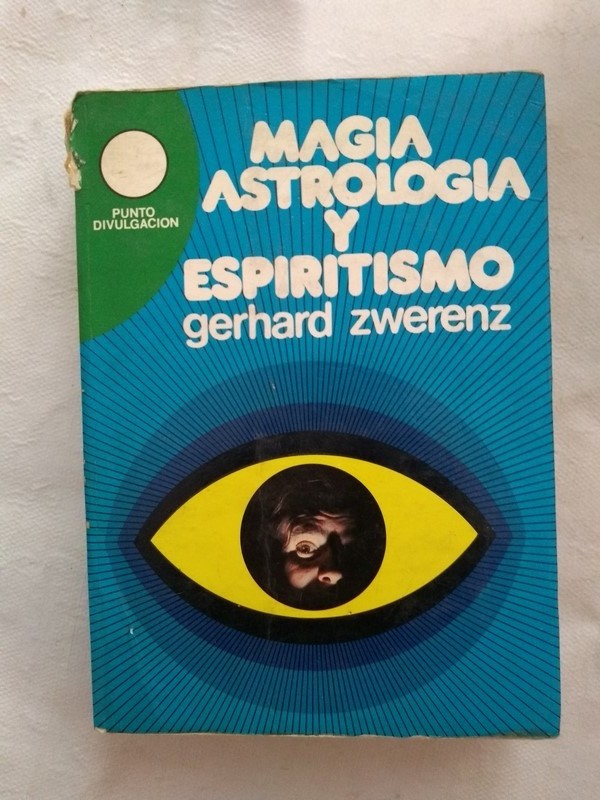 PUNTO
DIVULGACION
MAGIA
ASTROLOGIA
Y
ESPIRITISMO
gerhard zwerenz